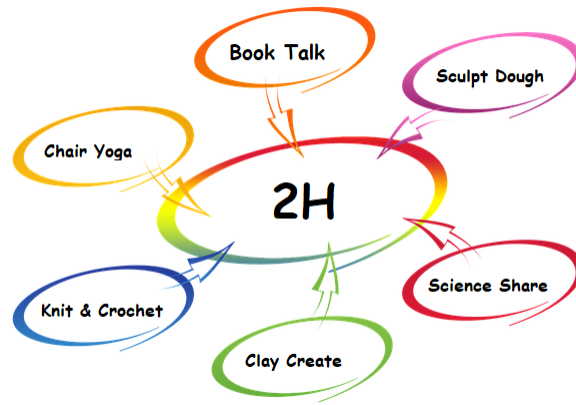 Book Talk
Sculpt Dough
Chair Yoga
2H
Knit & Crochet
Science Share
Clay Create